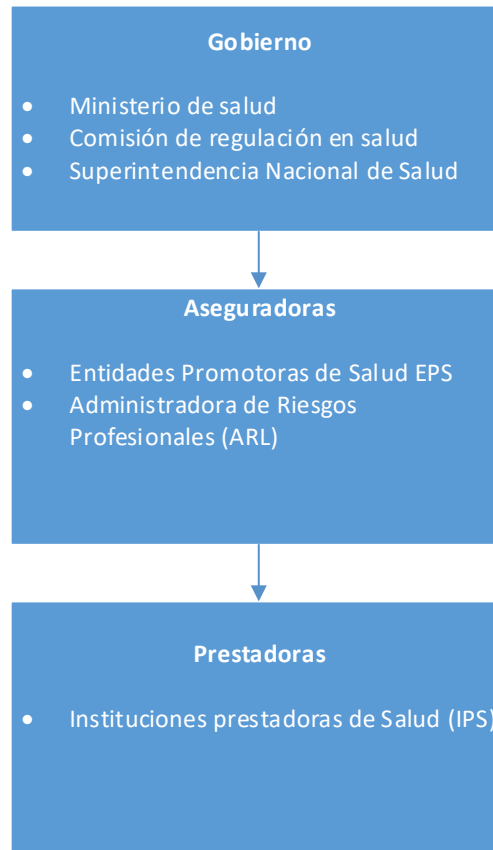 Gobierno
• Ministerio de salud
• Comisión de regulación en salud
• Superintendencia Nacional de Salud
Aseguradoras
• Entidades Promotoras de Salud EPS
• Administradora de Riesgos
Profesionales (ARL)
Prestadoras
• Instituciones prestadoras de Salud (IPS)